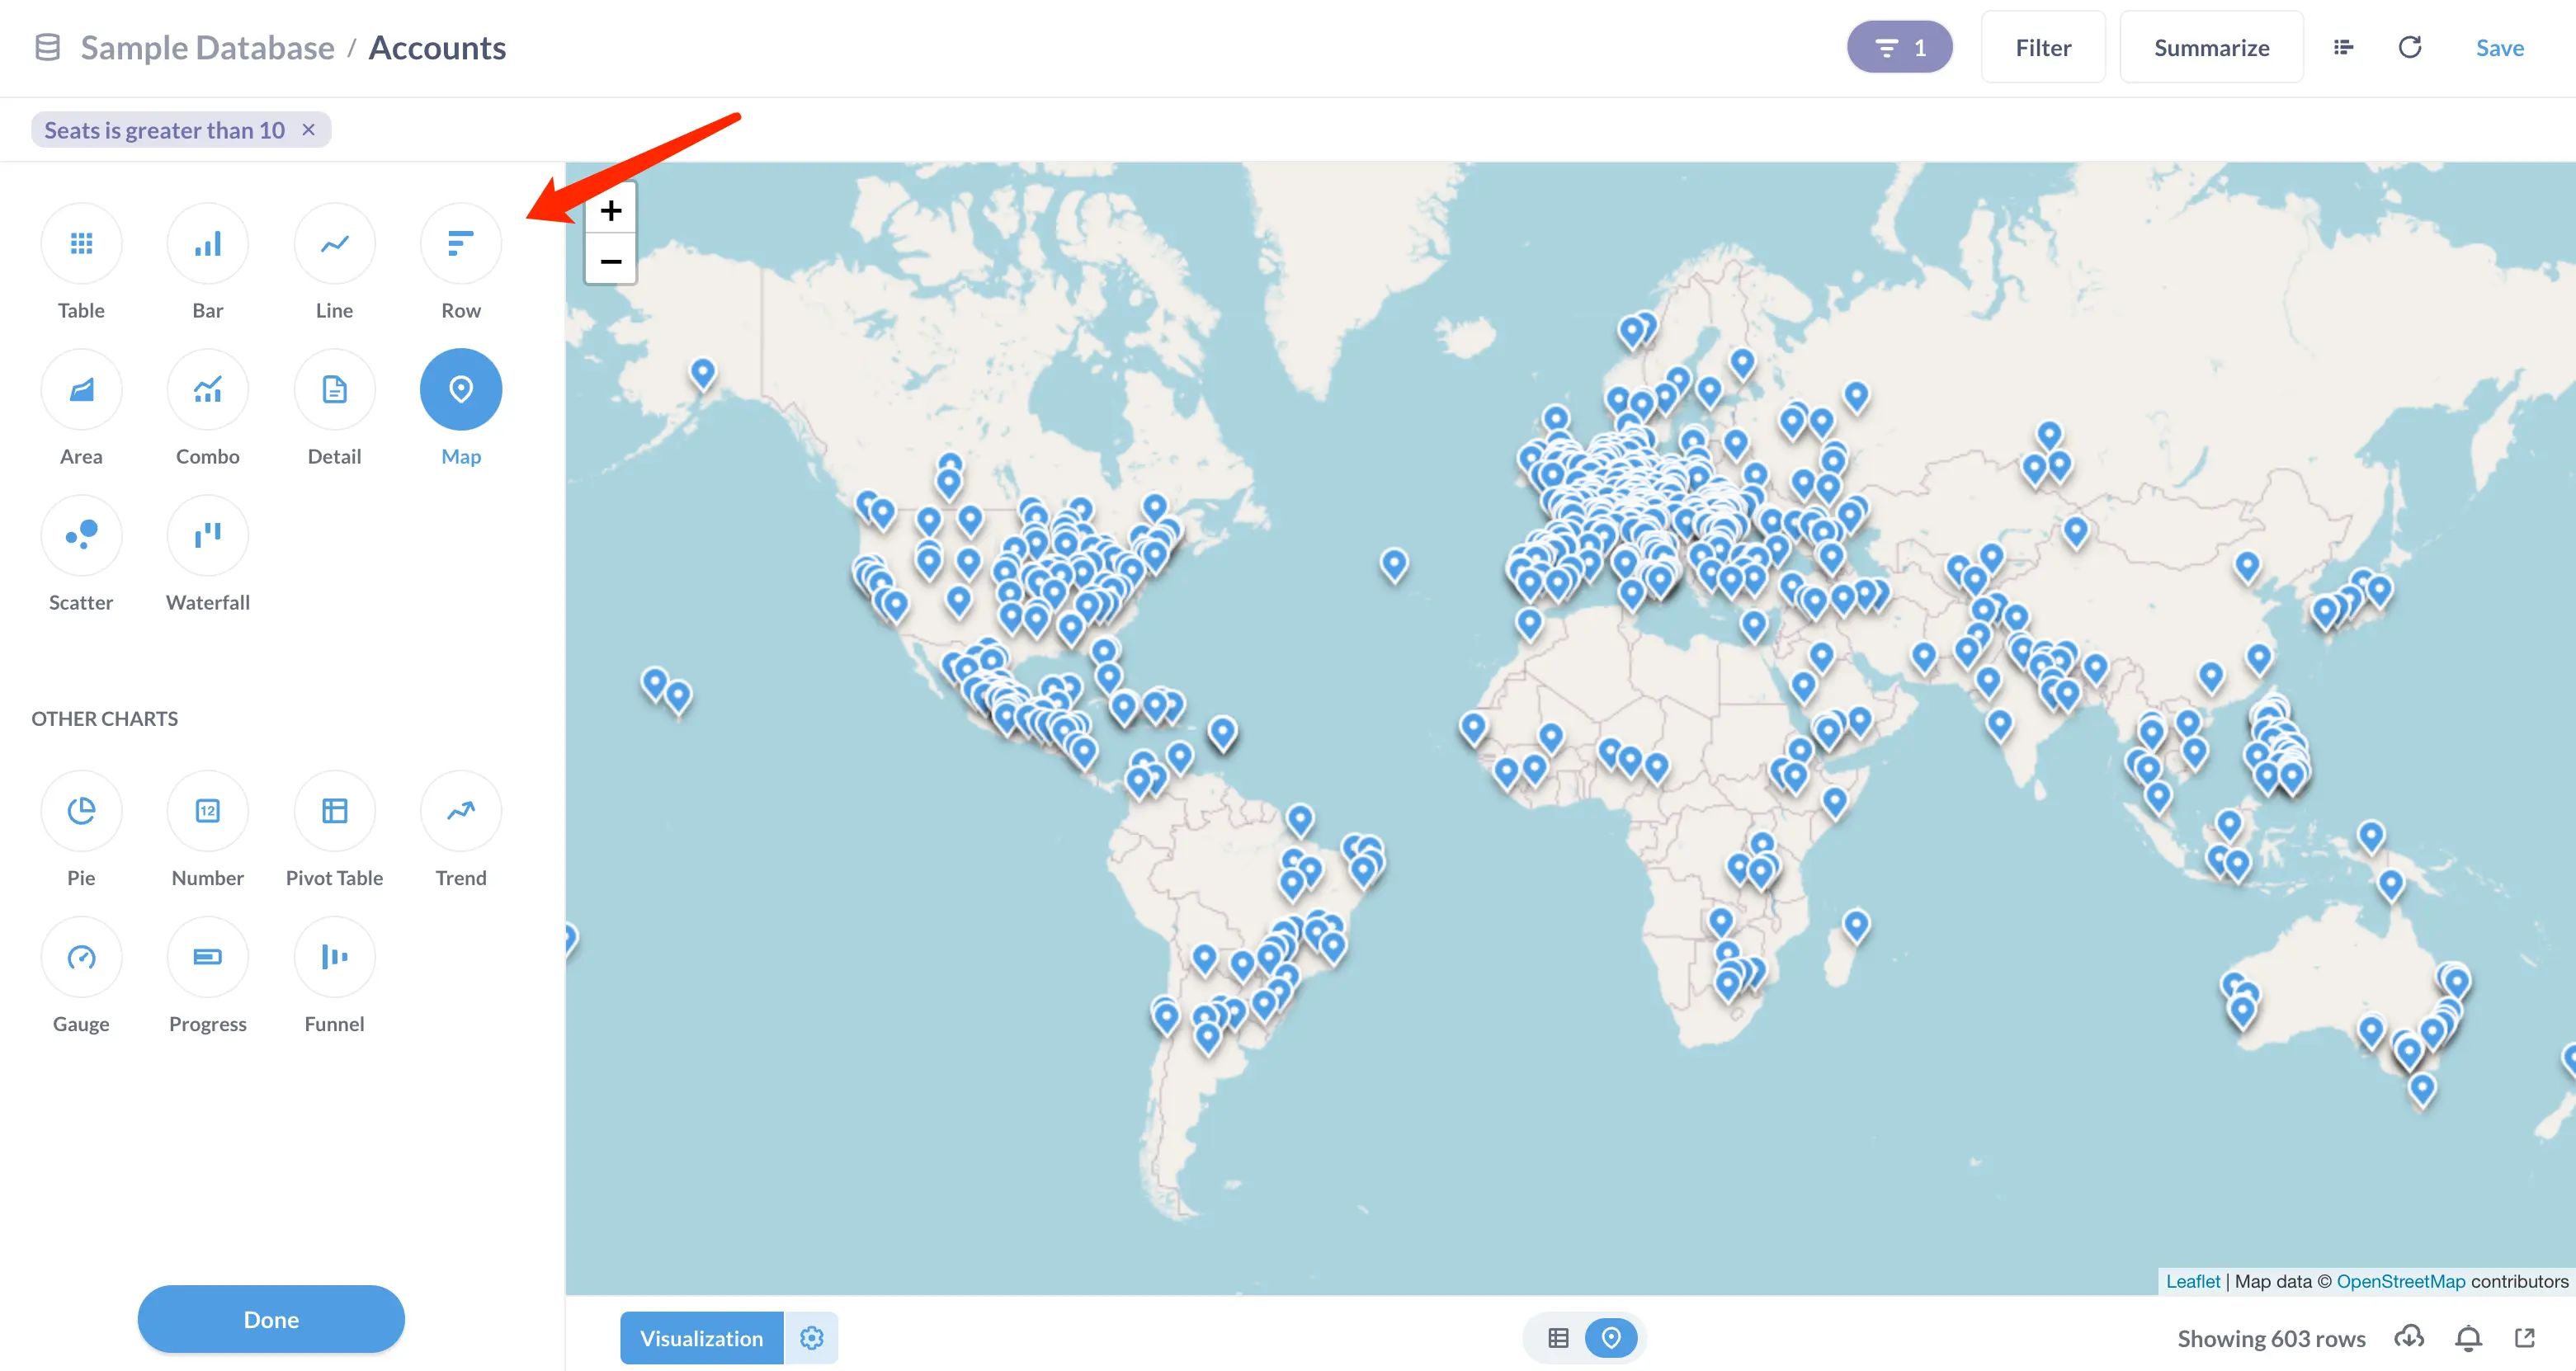 Sample Database / Accounts
1
Filter
Summarize
Save
Seats is greater than 10 ×
+
−
Table Bar Line Row
Area Combo Detail Map
Scatter Waterfall
OTHER CHARTS
12
Pie Number Pivot Table Trend
Gauge Progress Funnel
Leaflet | Map data © OpenStreetMap contributors
Done
Visualization
Showing 603 rows